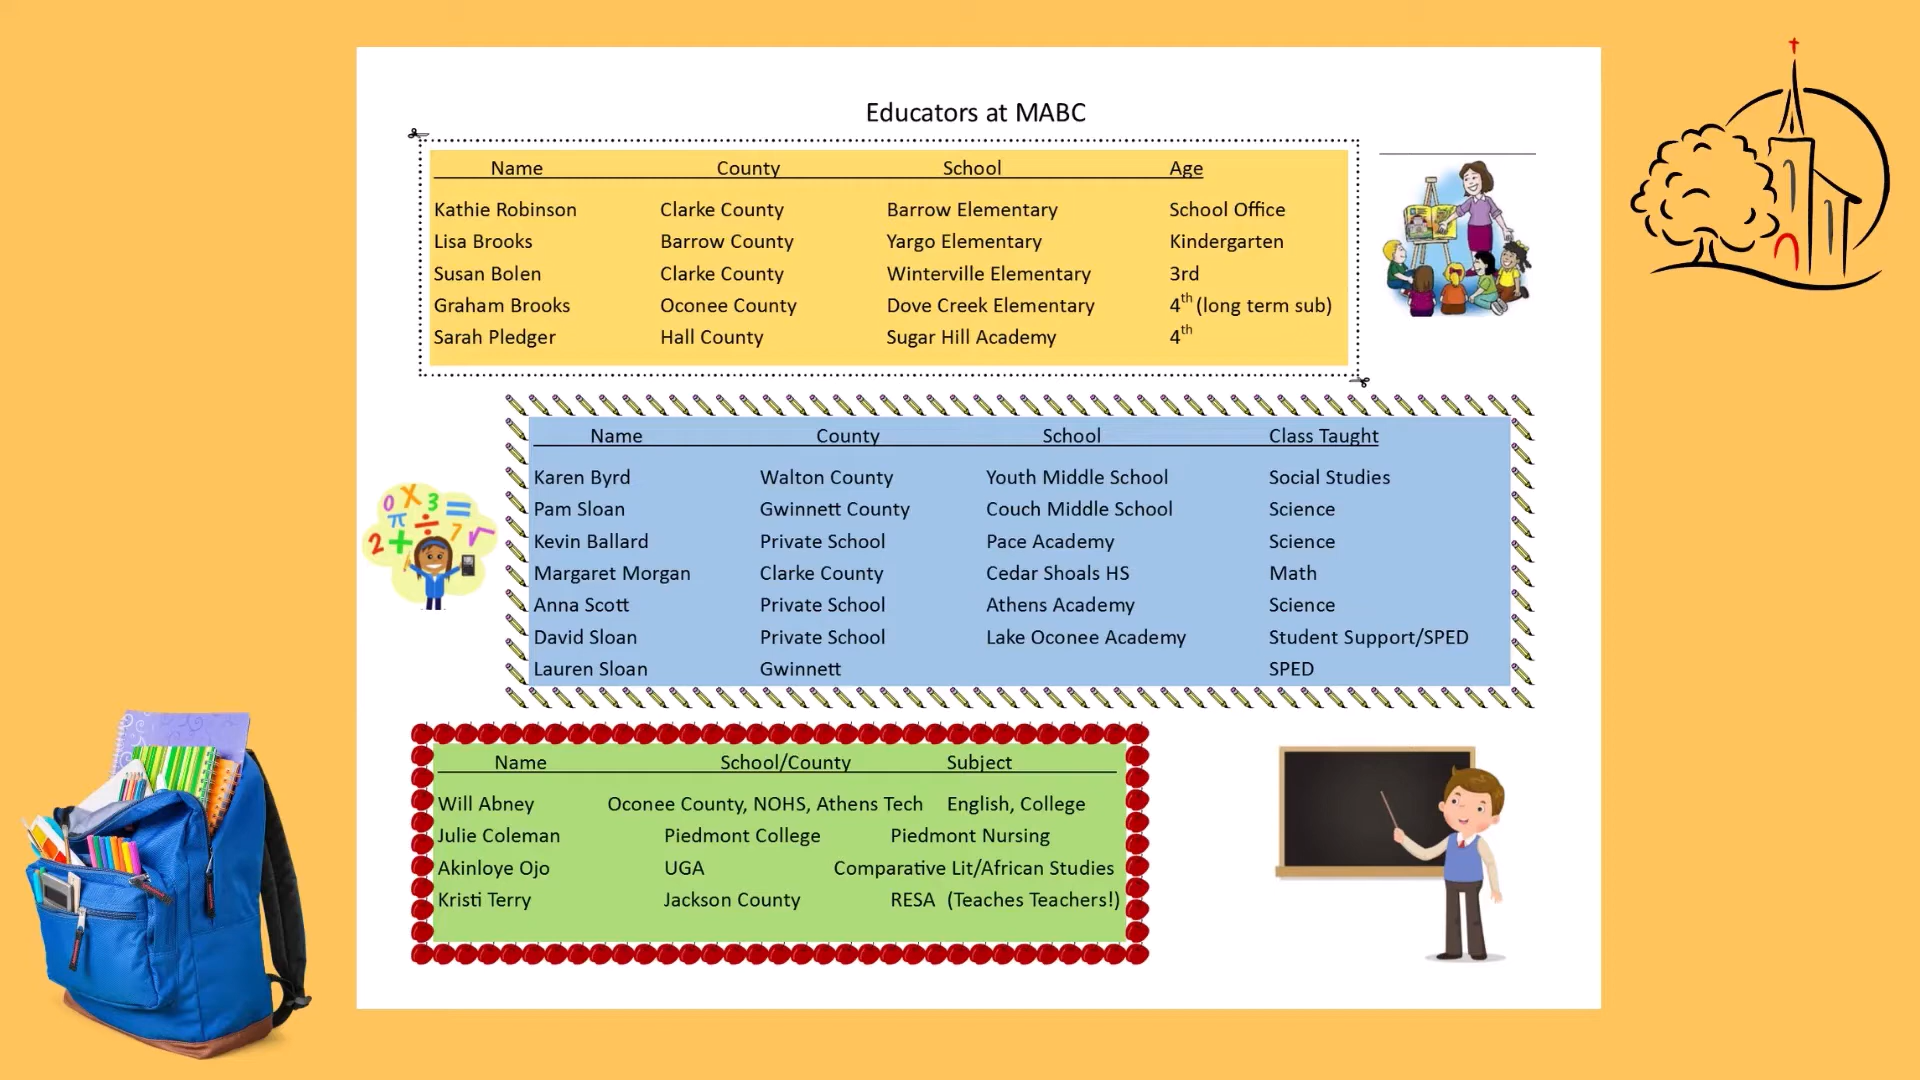 Educators at MABC
Name County School Age
Kathie Robinson Clarke County Barrow Elementary School Office
Lisa Brooks Barrow County Yargo Elementary Kindergarten
Susan Bolen Clarke County Winterville Elementary 3rd
Graham Brooks Oconee County Dove Creek Elementary 4th (long term sub)
Sarah Pledger Hall County Sugar Hill Academy 4th
Name County School Class Taught
Karen Byrd Walton County Youth Middle School Social Studies
Pam Sloan Gwinnett County Couch Middle School Science
Kevin Ballard Private School Pace Academy Science
Margaret Morgan Clarke County Cedar Shoals HS Math
Anna Scott Private School Athens Academy Science
David Sloan Private School Lake Oconee Academy Student Support/SPED
Lauren Sloan Gwinnett SPED
0 X 3 =
π ÷ 7 √
2 +
Name School/County Subject
Will Abney Oconee County, NOHS, Athens Tech English, College
Julie Coleman Piedmont College Piedmont Nursing
Akinloye Ojo UGA Comparative Lit/African Studies
Kristi Terry Jackson County RESA (Teaches Teachers!)